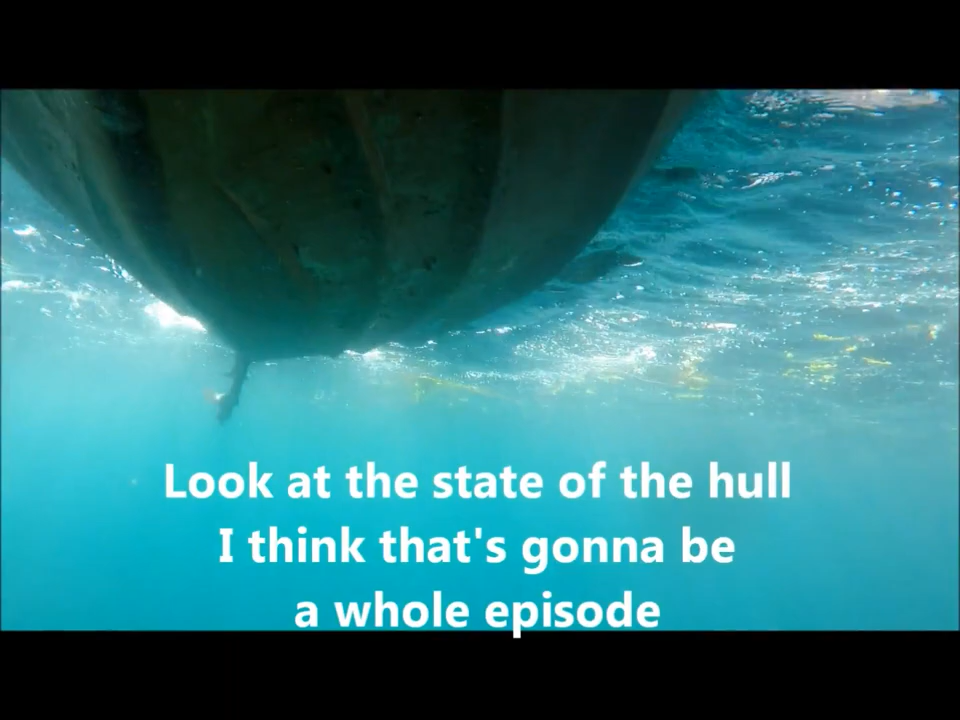 Look at the state of the hull
I think that's gonna be
a whole episode